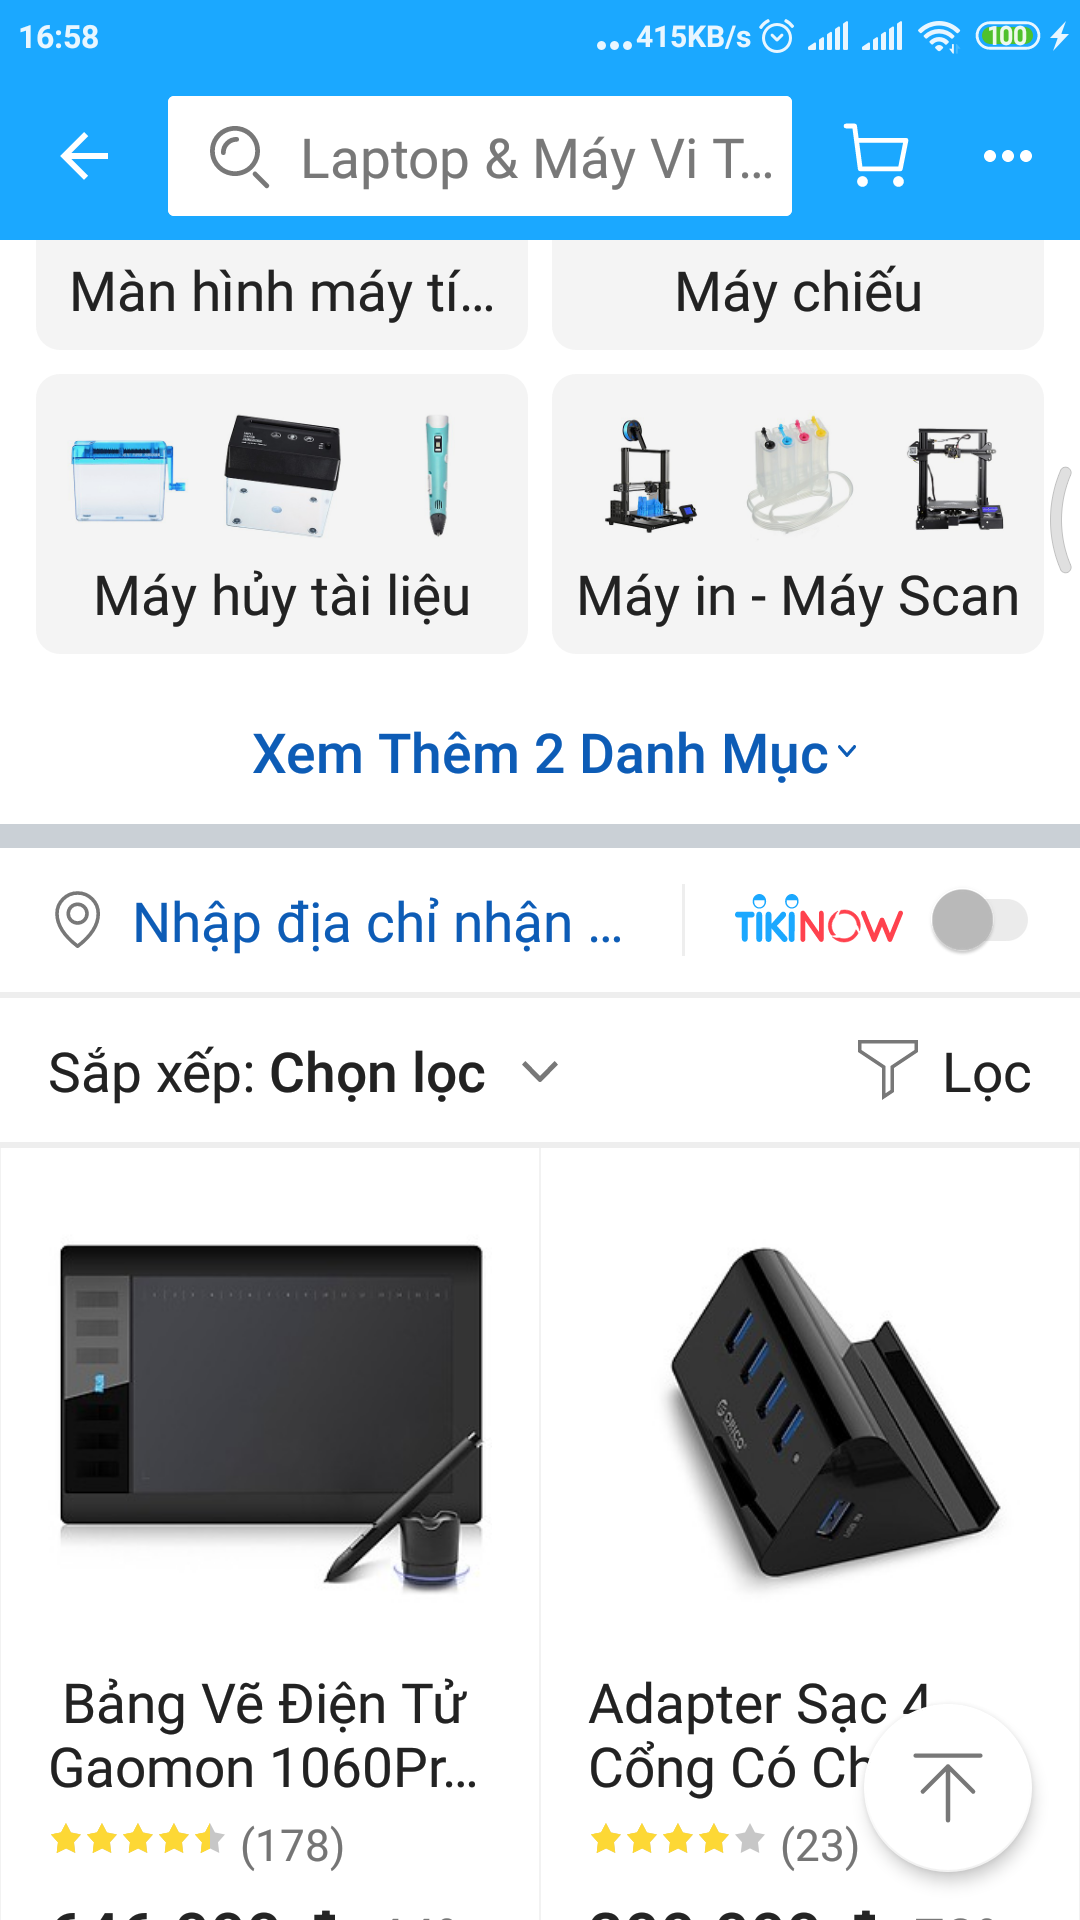 16:58
...415KB/s
100
Laptop & Máy Vi T...
Màn hình máy tí...
Máy chiếu
Máy hủy tài liệu
Máy in - Máy Scan
Xem Thêm 2 Danh Mục
Nhập địa chỉ nhận ...
TIKINOW
Sắp xếp: Chọn lọc
Lọc
ORICO
Bảng Vẽ Điện Tử
Gaomon 1060Pr...
(178)
Adapter Sạc 4
Cổng Có Ch
(23)